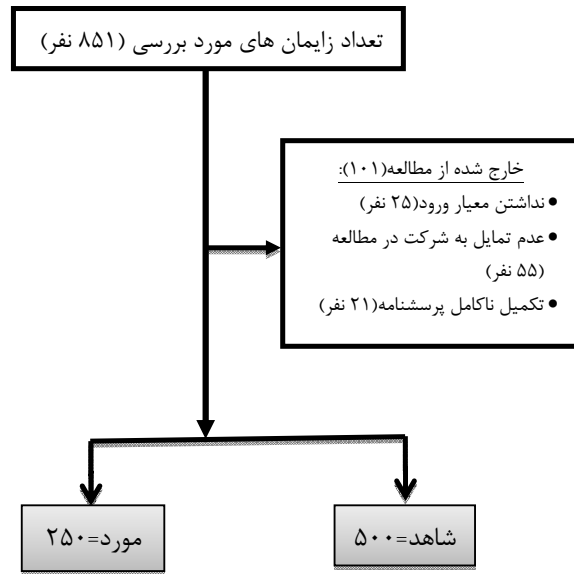 تعداد زایمان های مورد بررسی (۸۵۱ نفر)
خارج شده از مطالعه(۱۰۱):
● نداشتن معیار ورود(۲۵ نفر)
● عدم تمایل به شرکت در مطالعه
(۵۵ نفر)
● تکمیل ناکامل پرسشنامه(۲۱ نفر)
شاهد=۵۰۰
مورد=۲۵۰